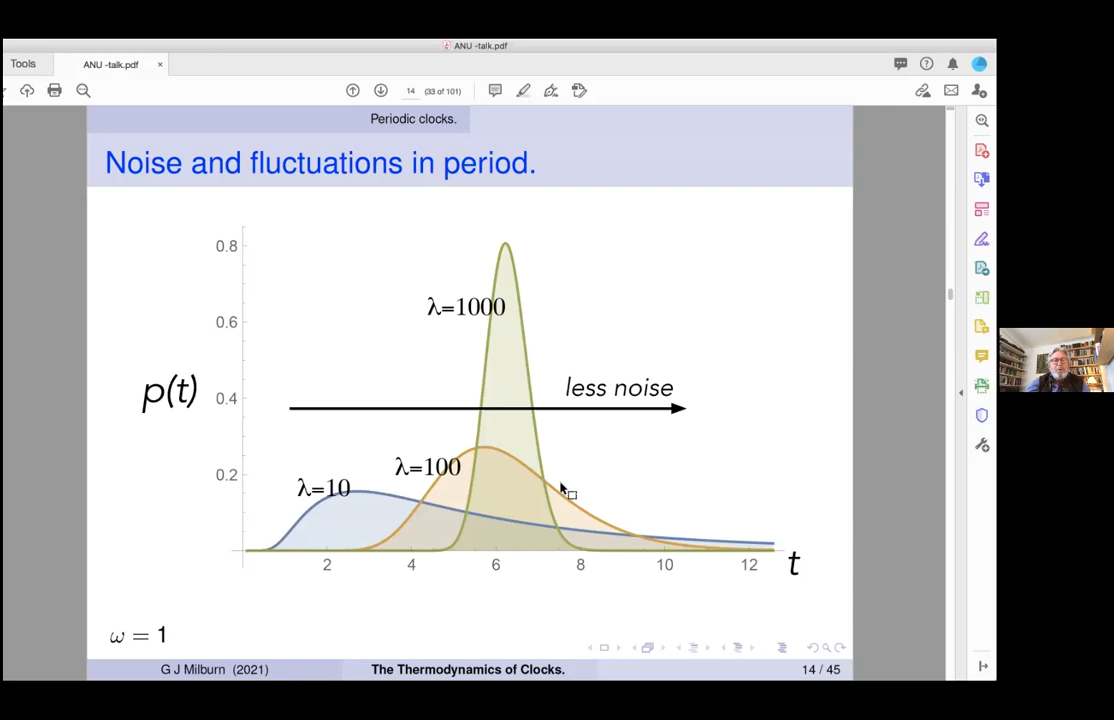 ANU -talk.pdf
Tools
ANU -talk.pdf ×
14 (33 of 101)
Periodic clocks.
Noise and fluctuations in period.
0.8
λ=1000
0.6
less noise
p(t)
0.4
λ=100
0.2
λ=10
2 4 6 8 10 12
t
ω = 1
G J Milburn (2021) The Thermodynamics of Clocks. 14 / 45